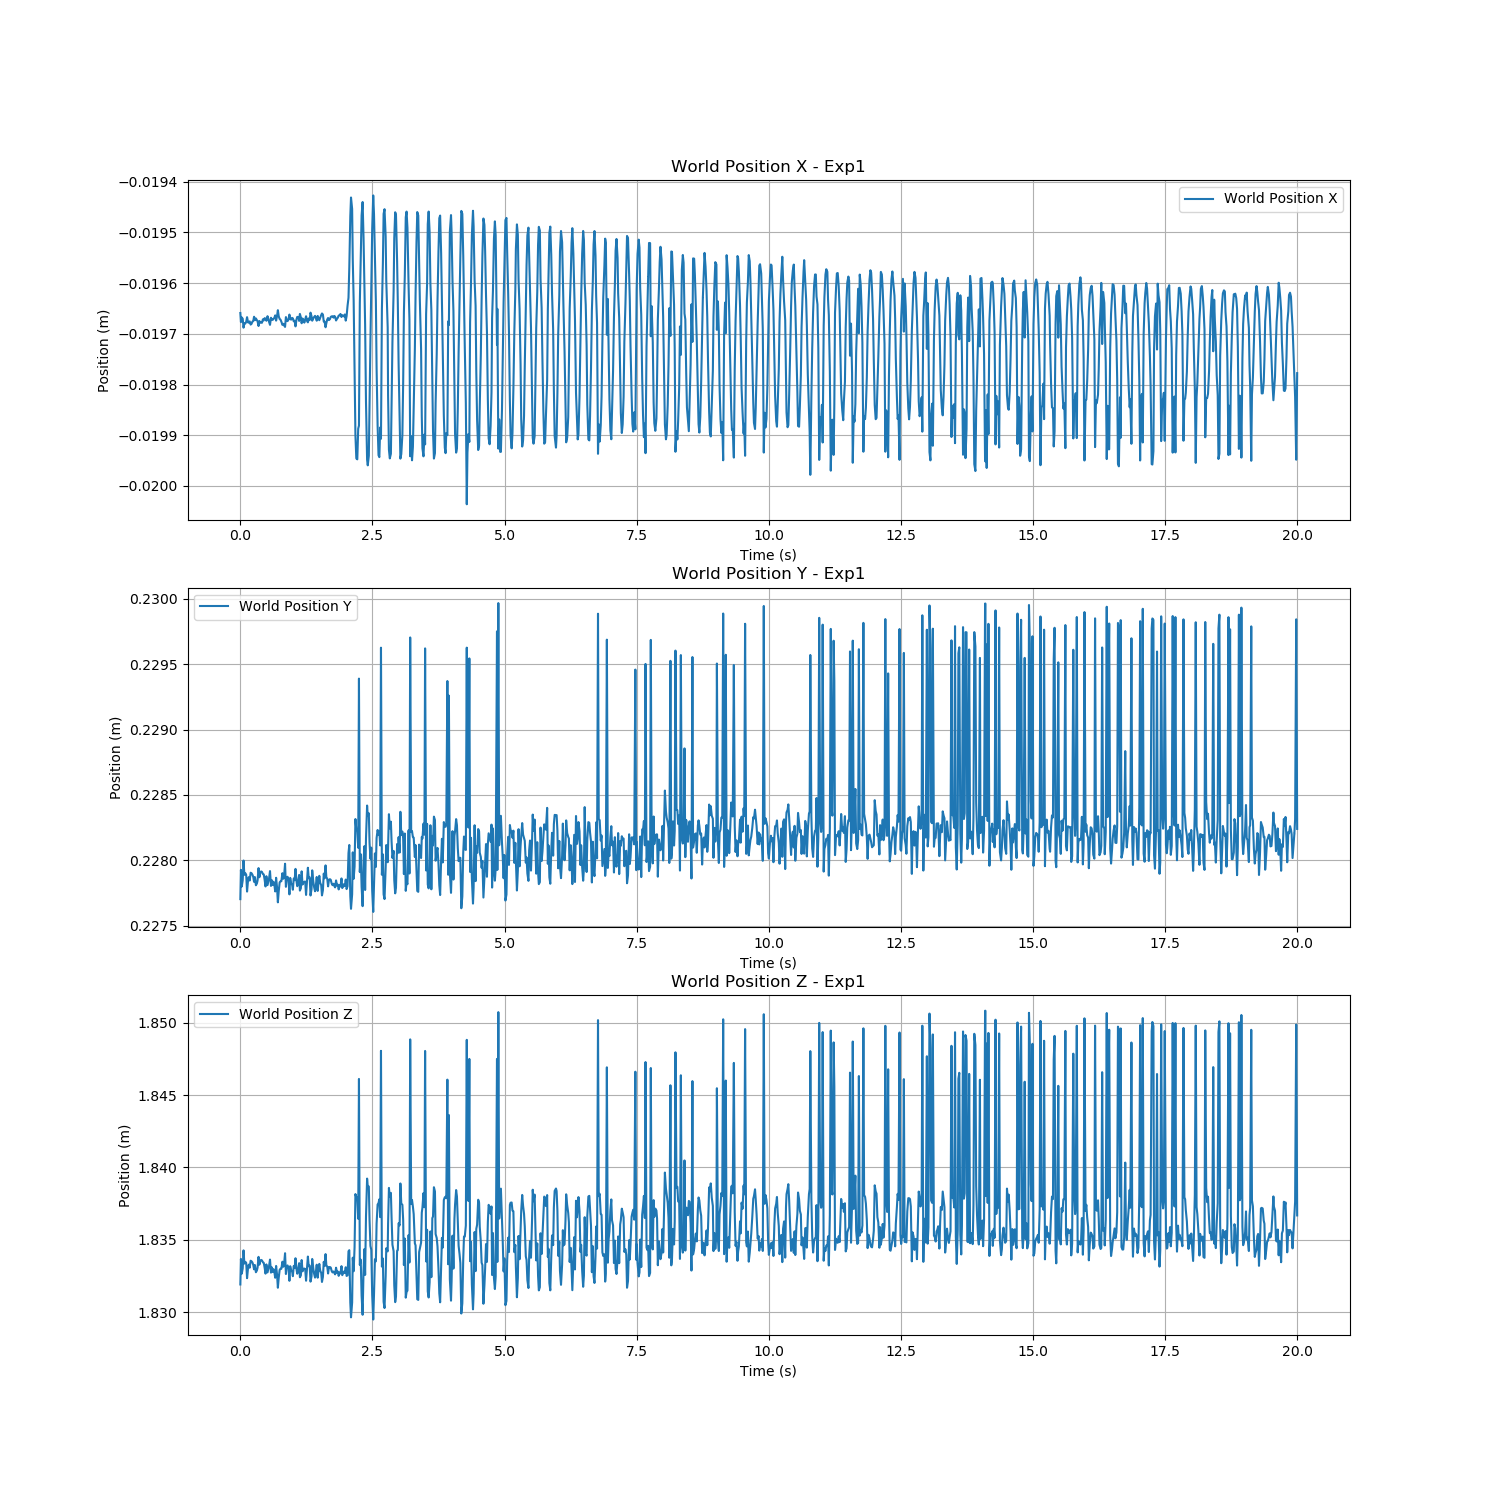 World Position X - Exp1
−0.0194
−0.0195
−0.0196
−0.0197
−0.0198
−0.0199
−0.0200
Position (m)
World Position X
0.0 2.5 5.0 7.5 10.0 12.5 15.0 17.5 20.0
Time (s)
World Position Y - Exp1
0.2300
0.2295
0.2290
0.2285
0.2280
0.2275
Position (m)
World Position Y
0.0 2.5 5.0 7.5 10.0 12.5 15.0 17.5 20.0
Time (s)
World Position Z - Exp1
1.850
1.845
1.840
1.835
1.830
Position (m)
World Position Z
0.0 2.5 5.0 7.5 10.0 12.5 15.0 17.5 20.0
Time (s)